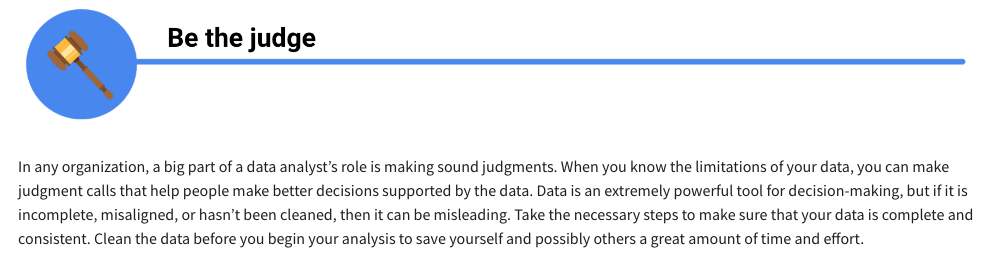 Be the judge
In any organization, a big part of a data analyst’s role is making sound judgments. When you know the limitations of your data, you can make
judgment calls that help people make better decisions supported by the data. Data is an extremely powerful tool for decision-making, but if it is
incomplete, misaligned, or hasn’t been cleaned, then it can be misleading. Take the necessary steps to make sure that your data is complete and
consistent. Clean the data before you begin your analysis to save yourself and possibly others a great amount of time and effort.